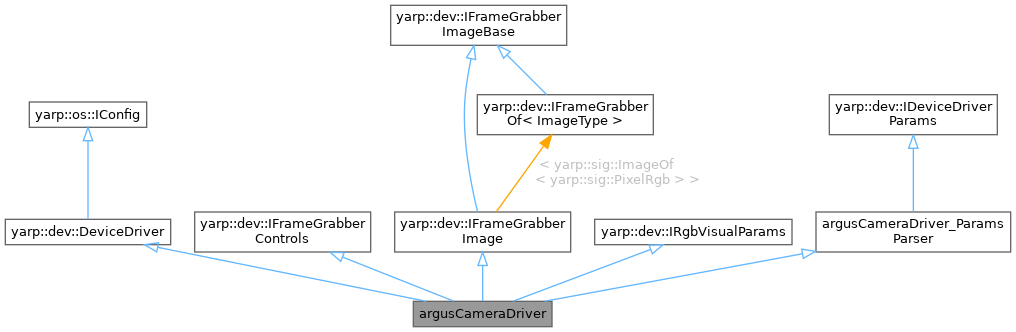 yarp::dev::IFrameGrabber
ImageBase
yarp::os::IConfig
yarp::dev::IFrameGrabber
Of< ImageType >
yarp::dev::IDeviceDriver
Params
< yarp::sig::ImageOf
< yarp::sig::PixelRgb > >
yarp::dev::DeviceDriver
yarp::dev::IFrameGrabber
Controls
yarp::dev::IFrameGrabber
Image
yarp::dev::IRgbVisualParams
argusCameraDriver_Params
Parser
argusCameraDriver